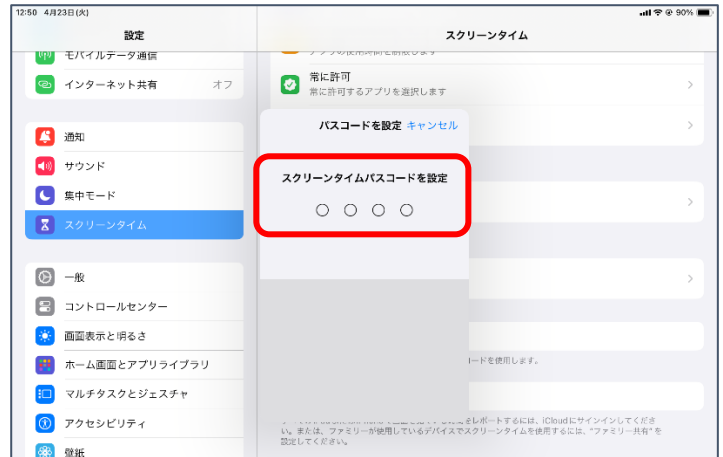 12:50 4月23日(火)
90%
設定
スクリーンタイム
モバイルデータ通信
インターネット共有 オフ
通知
サウンド
集中モード
スクリーンタイム
一般
コントロールセンター
画面表示と明るさ
ホーム画面とアプリライブラリ
マルチタスクとジェスチャ
アクセシビリティ
壁紙
常に許可
常に許可するアプリを選択します
パスコードを設定 キャンセル
スクリーンタイムパスコードを設定
ードを使用します。
をレポートするには、iCloudにサインインしてくださ
い。または、ファミリーが使用しているデバイスでスクリーンタイムを使用するには、"ファミリー共有"を
設定してください。